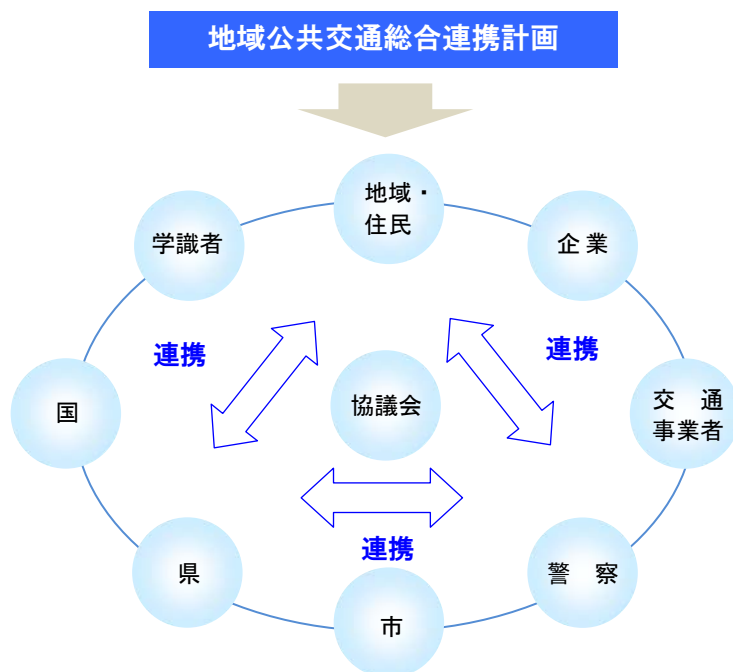 地域公共交通総合連携計画
地域・
住民
学識者
企業
連携
連携
国
協議会
交　通
事業者
連携
県
警　察
市